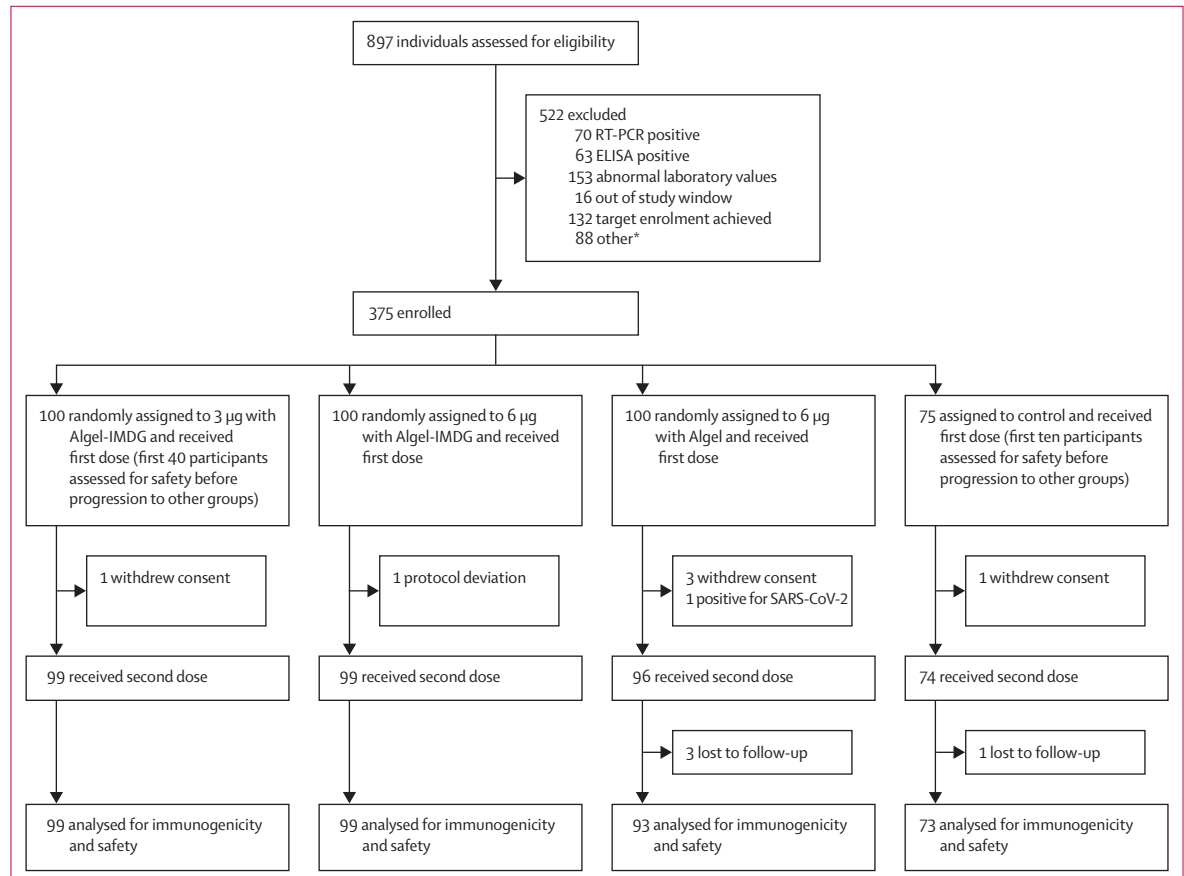 897 individuals assessed for eligibility
522 excluded
70 RT-PCR positive
63 ELISA positive
153 abnormal laboratory values
16 out of study window
132 target enrolment achieved
88 other*
375 enrolled
100 randomly assigned to 3 µg with
Algel-IMDG and received
first dose (first 40 participants
assessed for safety before
progression to other groups)
100 randomly assigned to 6 µg
with Algel-IMDG and received
first dose
100 randomly assigned to 6 µg
with Algel and received
first dose
75 assigned to control and received
first dose (first ten participants
assessed for safety before
progression to other groups)
1 withdrew consent
1 protocol deviation
3 withdrew consent
1 positive for SARS-CoV-2
1 withdrew consent
99 received second dose
99 received second dose
96 received second dose
74 received second dose
3 lost to follow-up
1 lost to follow-up
99 analysed for immunogenicity
and safety
99 analysed for immunogenicity
and safety
93 analysed for immunogenicity
and safety
73 analysed for immunogenicity
and safety